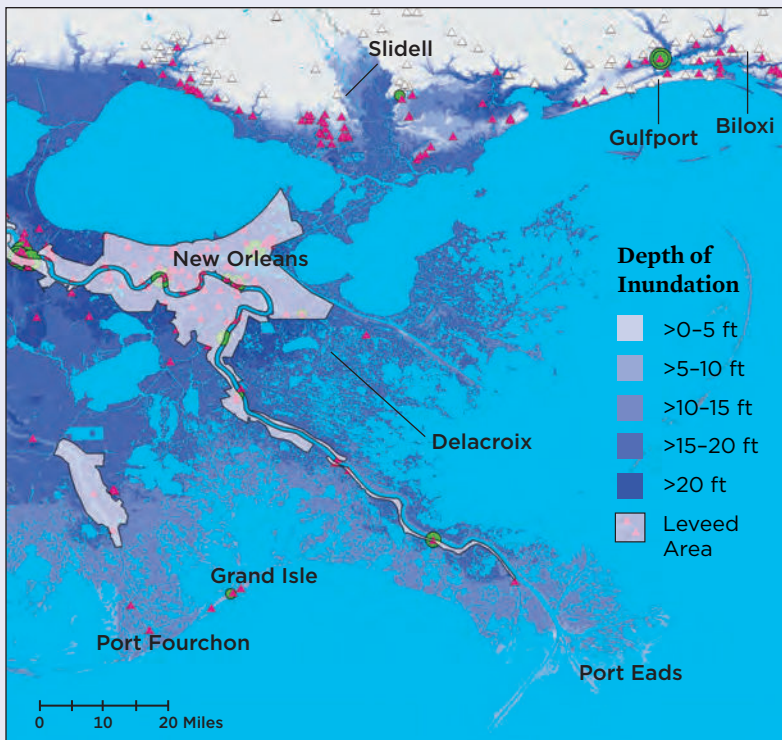 Slidell
Gulfport
Biloxi
New Orleans
Depth of
Inundation
>0–5 ft
>5–10 ft
>10–15 ft
>15–20 ft
>20 ft
Leveed
Area
Delacroix
Grand Isle
Port Fourchon
Port Eads
0 10 20 Miles